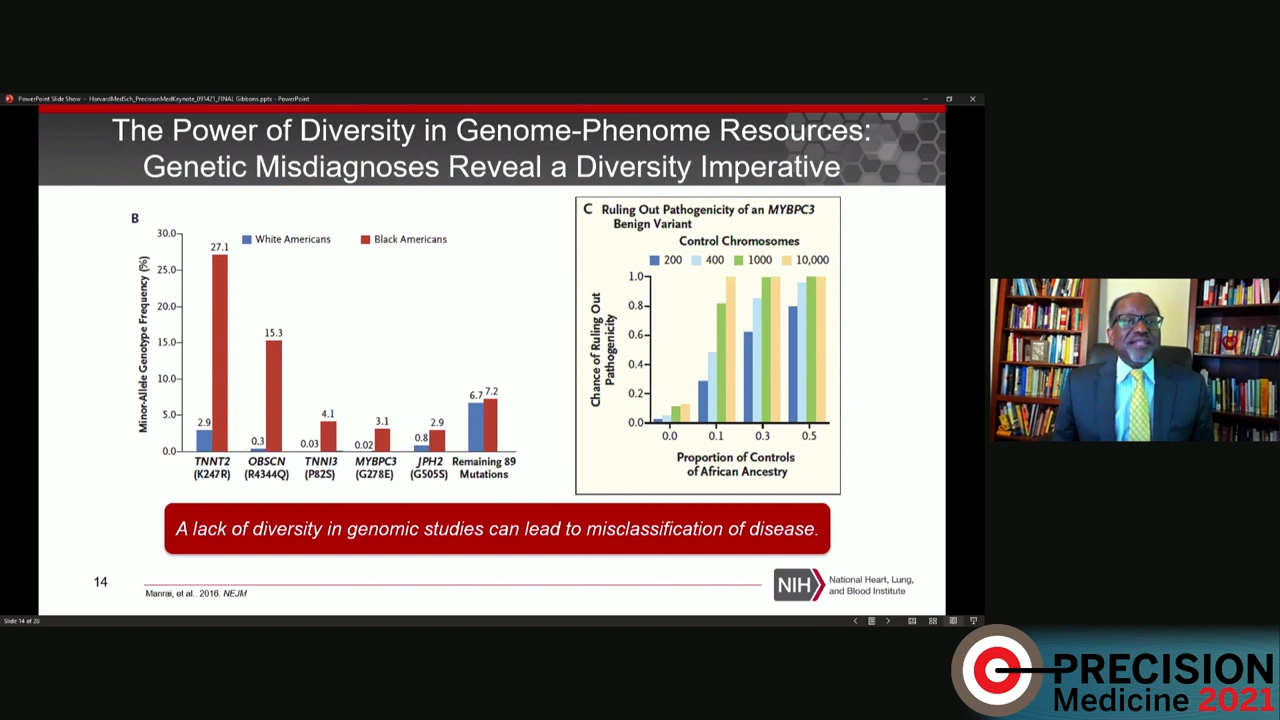 PowerPoint Slide Show - HarvardMedSch_PrecisionMedKeynote_091421_FINAL Gibbons.pptx - PowerPoint
The Power of Diversity in Genome-Phenome Resources:
Genetic Misdiagnoses Reveal a Diversity Imperative
B
White Americans
Black Americans
Minor-Allele Genotype Frequency (%)
30.0
25.0
20.0
15.0
10.0
5.0
0.0
2.9
27.1
0.3
15.3
0.03
4.1
0.02
3.1
0.8
2.9
6.7
7.2
TNNT2
(K247R)
OBSCN
(R4344Q)
TNNI3
(P82S)
MYBPC3
(G278E)
JPH2
(G505S)
Remaining 89
Mutations
C Ruling Out Pathogenicity of an MYBPC3
Benign Variant
Control Chromosomes
200
400
1000
10,000
Chance of Ruling Out
Pathogenicity
1.0
0.8
0.6
0.4
0.2
0.0
0.0
0.1
0.3
0.5
Proportion of Controls
of African Ancestry
A lack of diversity in genomic studies can lead to misclassification of disease.
14
Manrai, et al.. 2016. NEJM
NIH
National Heart, Lung,
and Blood Institute
Slide 14 of 20
PRECISION
Medicine 2021